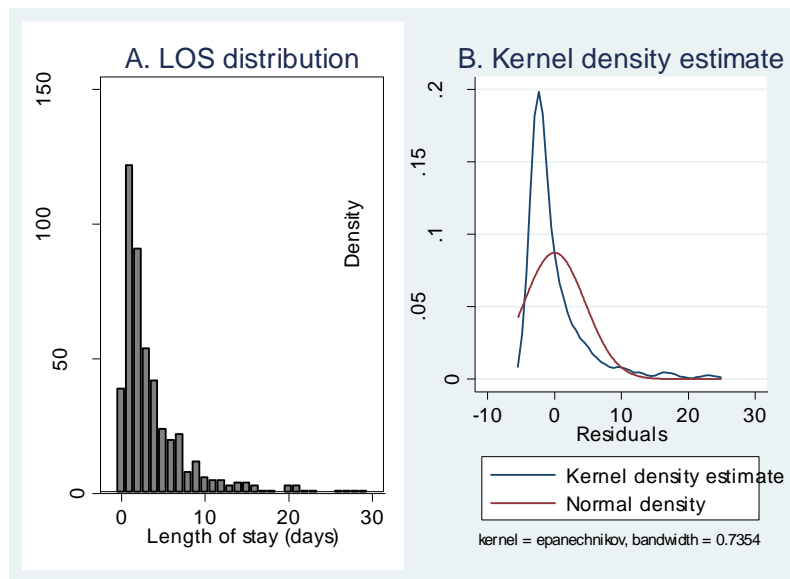 A. LOS distribution
150
100
50
0
0 10 20 30
Length of stay (days)
B. Kernel density estimate
Density
.2
.15
.1
.05
0
-10 0 10 20 30
Residuals
Kernel density estimate
Normal density
kernel = epanechnikov, bandwidth = 0.7354